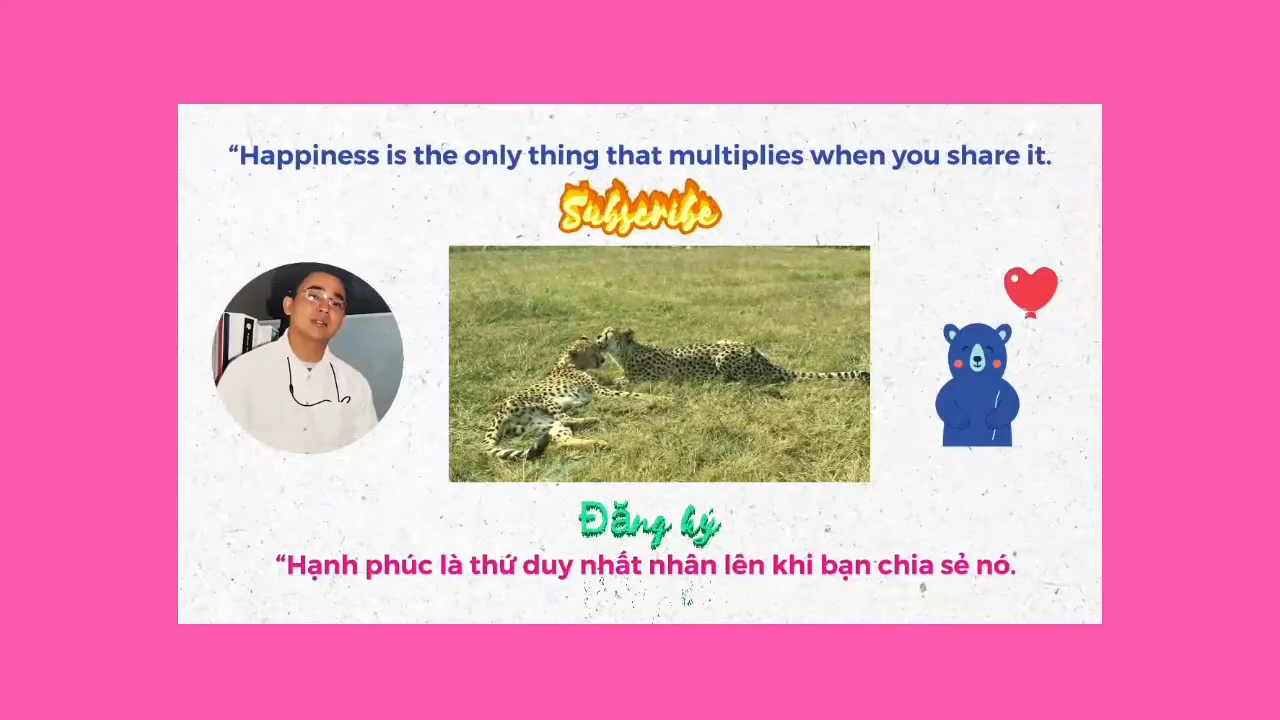 “Happiness is the only thing that multiplies when you share it.
Subscribe
Đăng ký
“Hạnh phúc là thứ duy nhất nhân lên khi bạn chia sẻ nó.